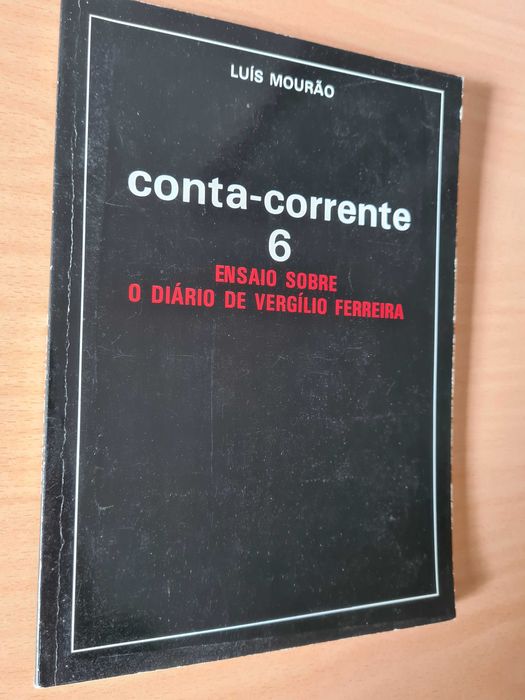 LUÍS MOURÃO
conta-corrente
6
ENSAIO SOBRE
O DIÁRIO DE VERGÍLIO FERREIRA